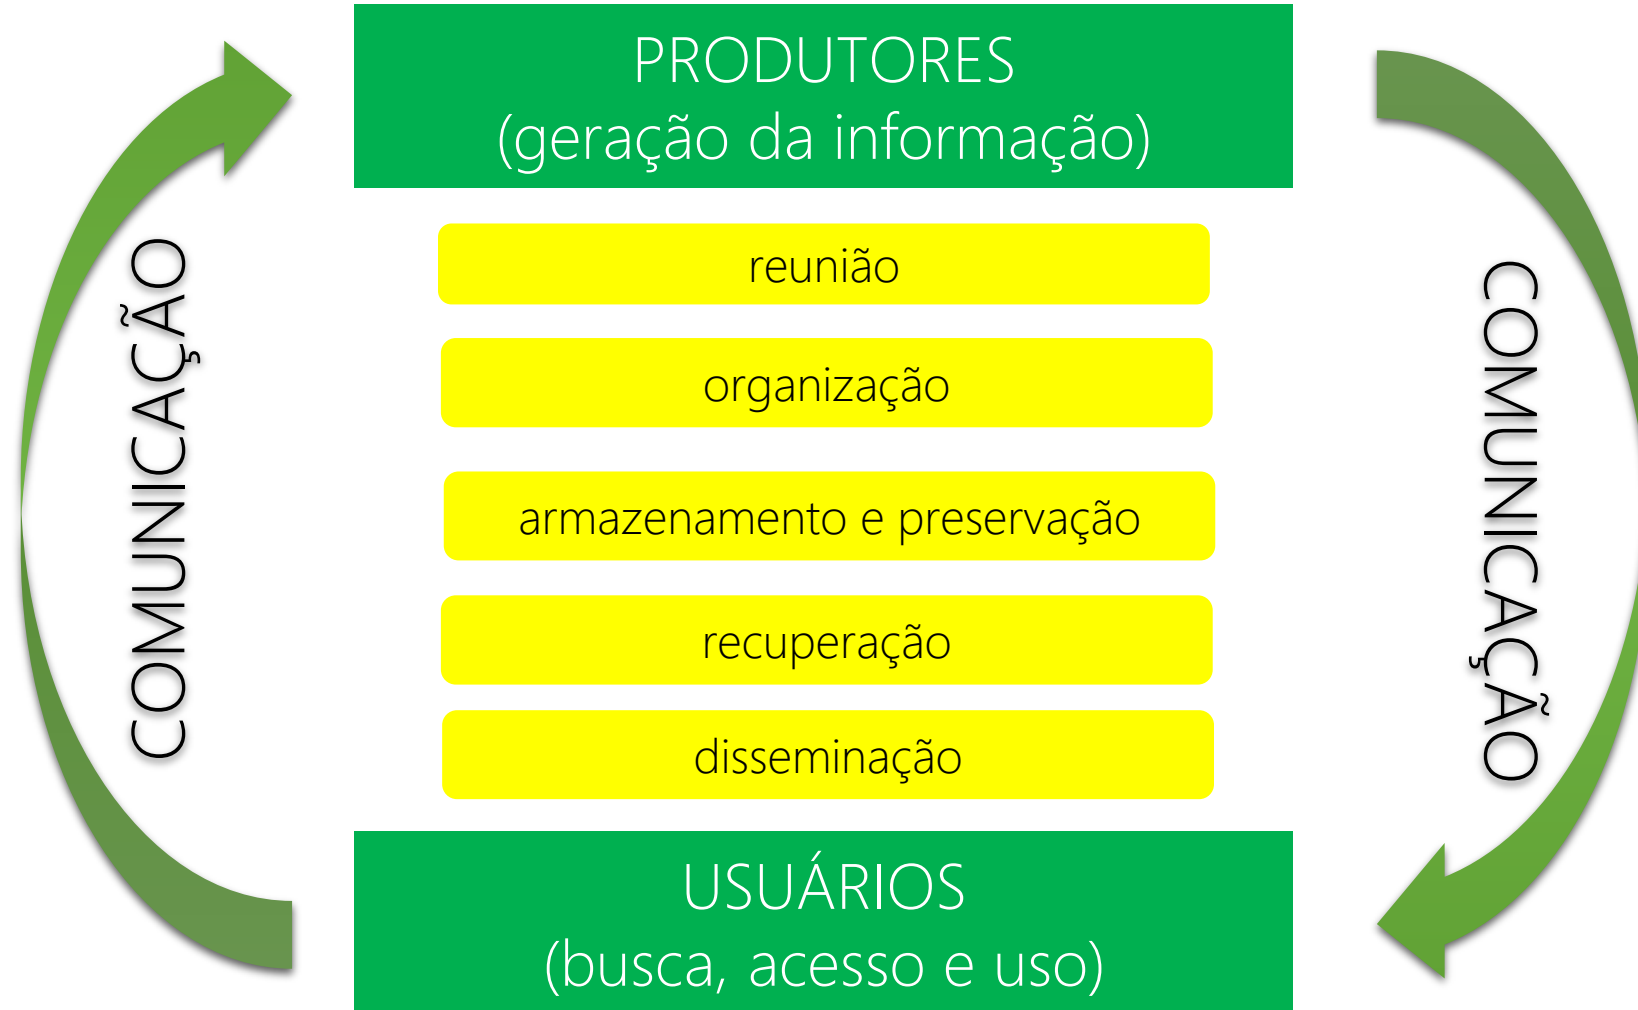 PRODUTORES
(geração da informação)
COMUNICAÇÃO
reunião
organização
armazenamento e preservação
recuperação
disseminação
COMUNICAÇÃO
USUÁRIOS
(busca, acesso e uso)